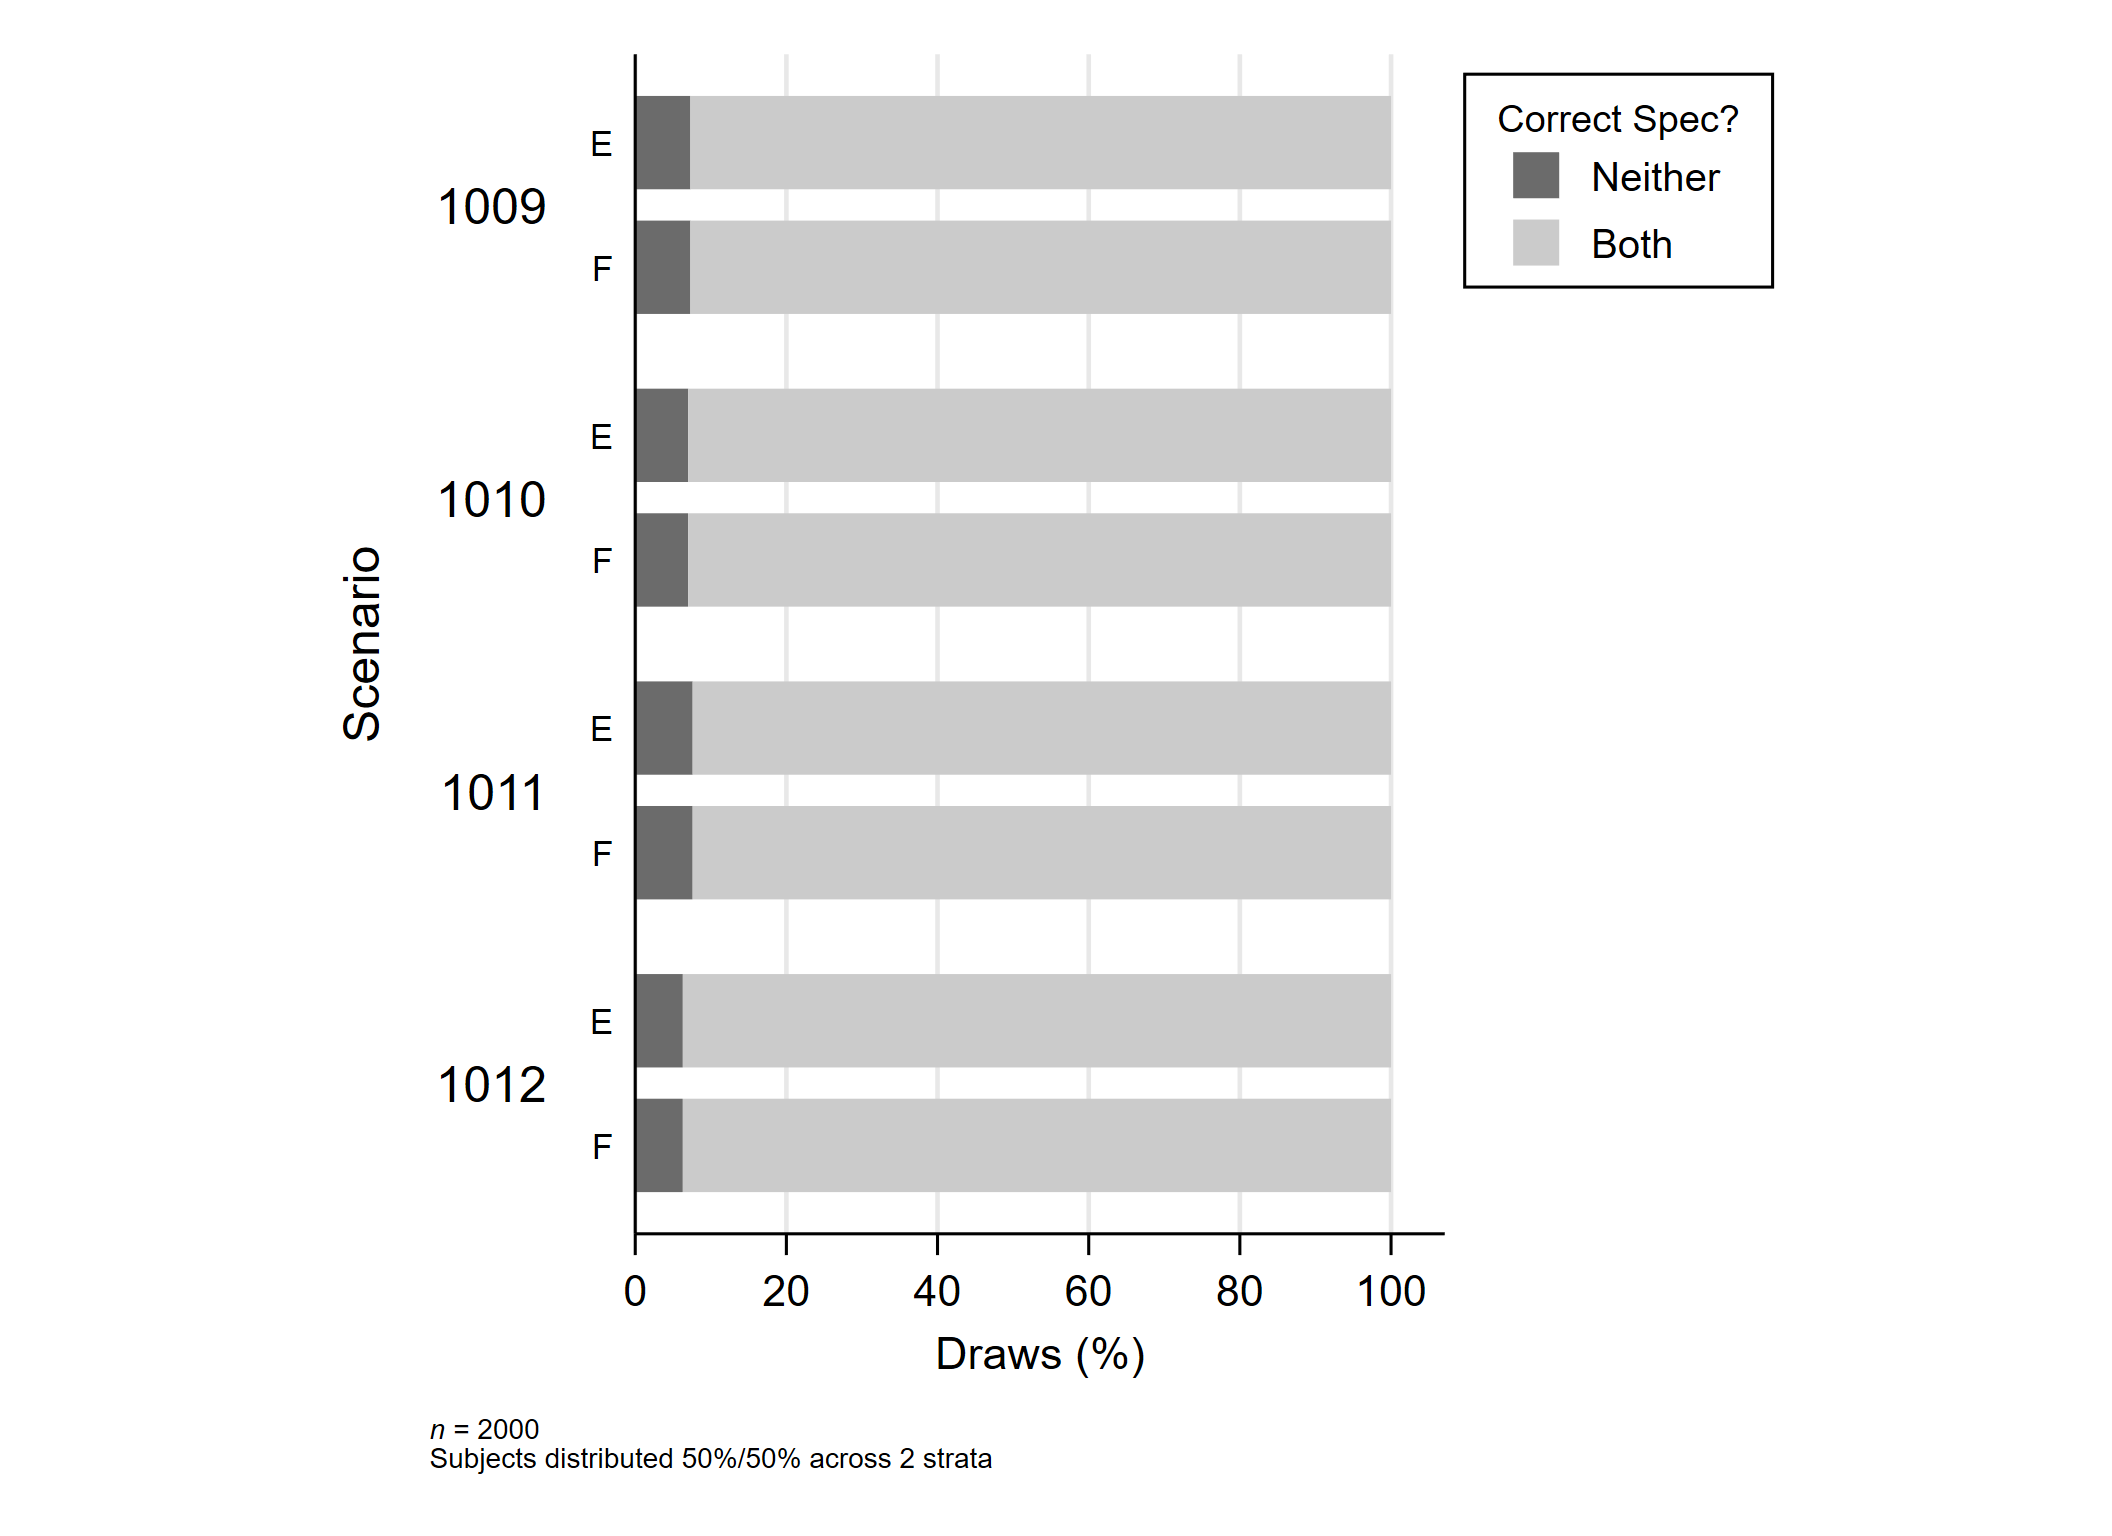 Correct Spec?
Neither
Both
Scenario
1009
E
F
1010
E
F
1011
E
F
1012
E
F
0 20 40 60 80 100
Draws (%)
n = 2000
Subjects distributed 50%/50% across 2 strata